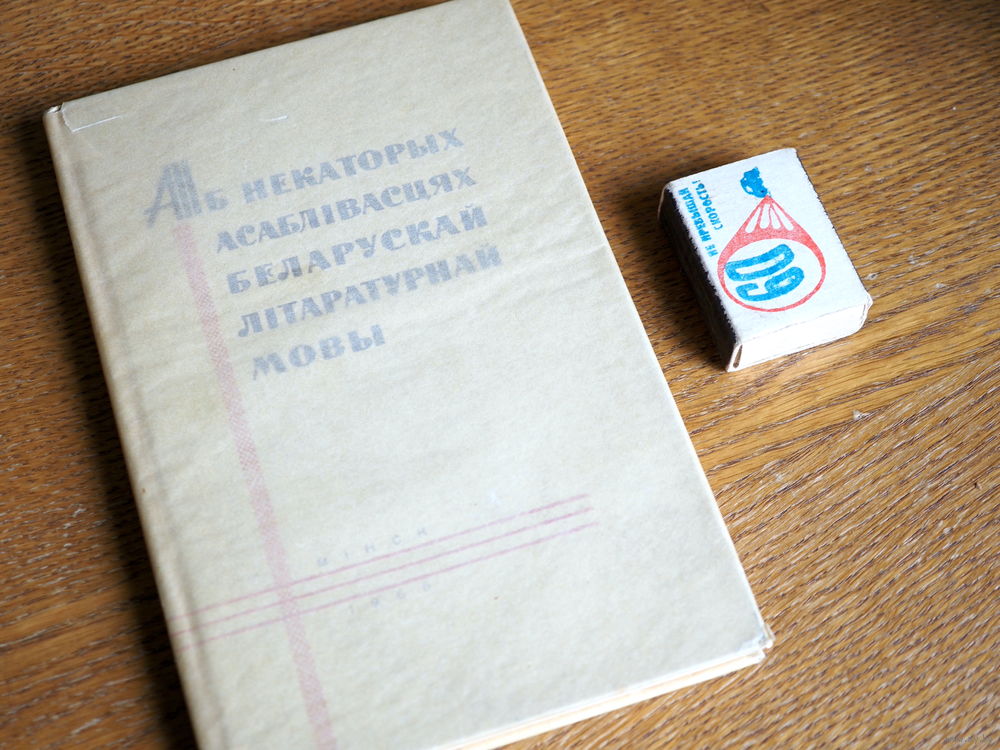 Аб некаторых
асаблівасцях
беларускай
літаратурнай
мовы
Мінск
НЕ ПРЕВЫШАЙ
СКОРОСТЬ!
60